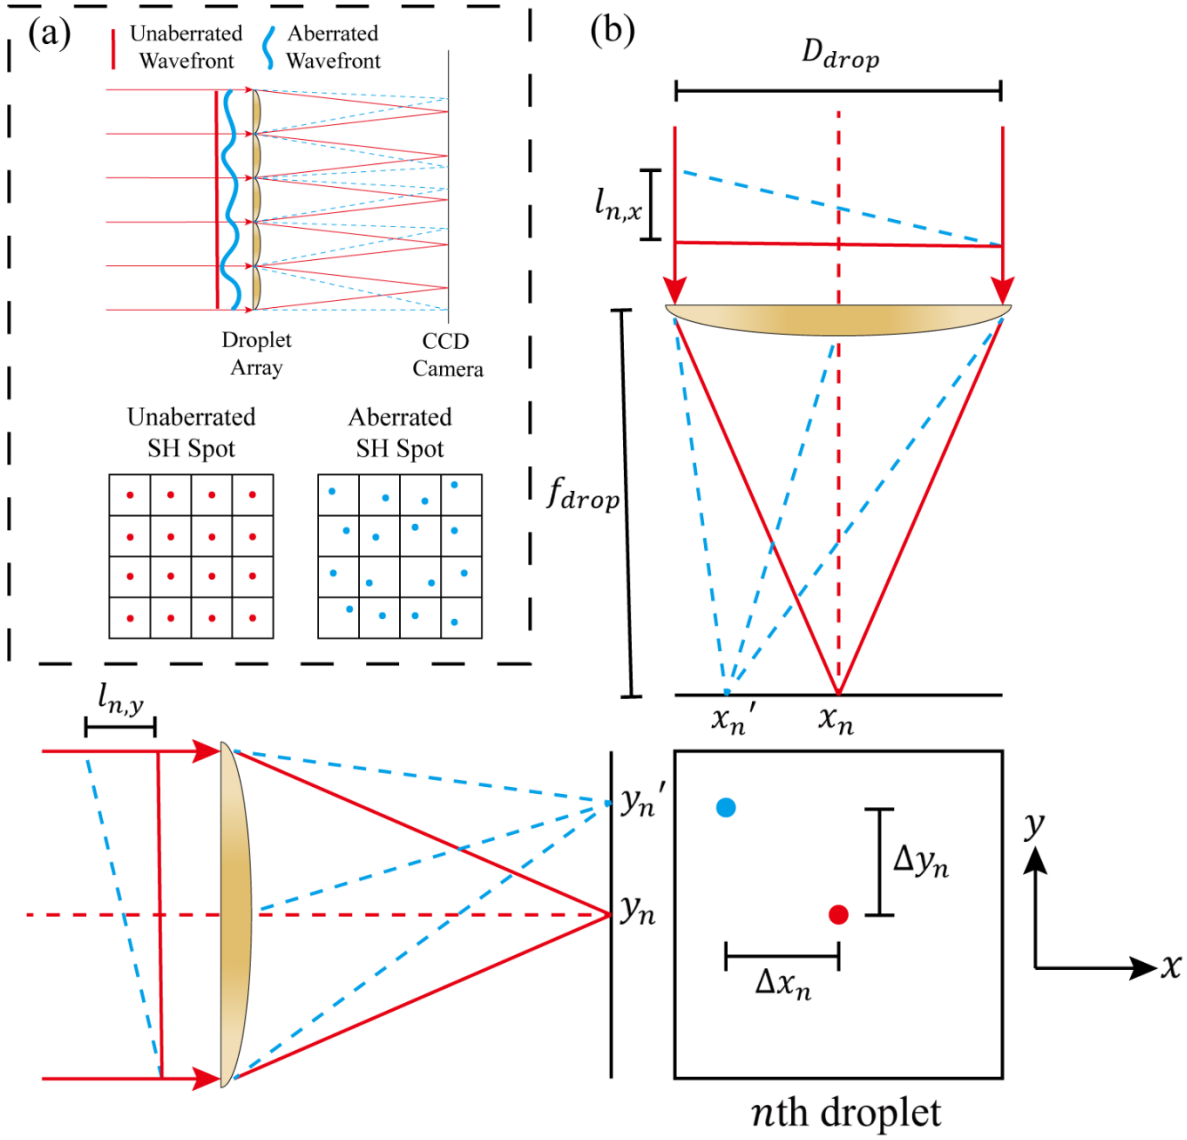 (a)
Unaberrated
Wavefront
Aberrated
Wavefront
Droplet
Array
CCD
Camera
Unaberrated
SH Spot
Aberrated
SH Spot
(b)
D_drop
l_n,x
f_drop
x_n'
x_n
l_n,y
y_n'
y_n
Δy_n
Δx_n
y
x
nth droplet